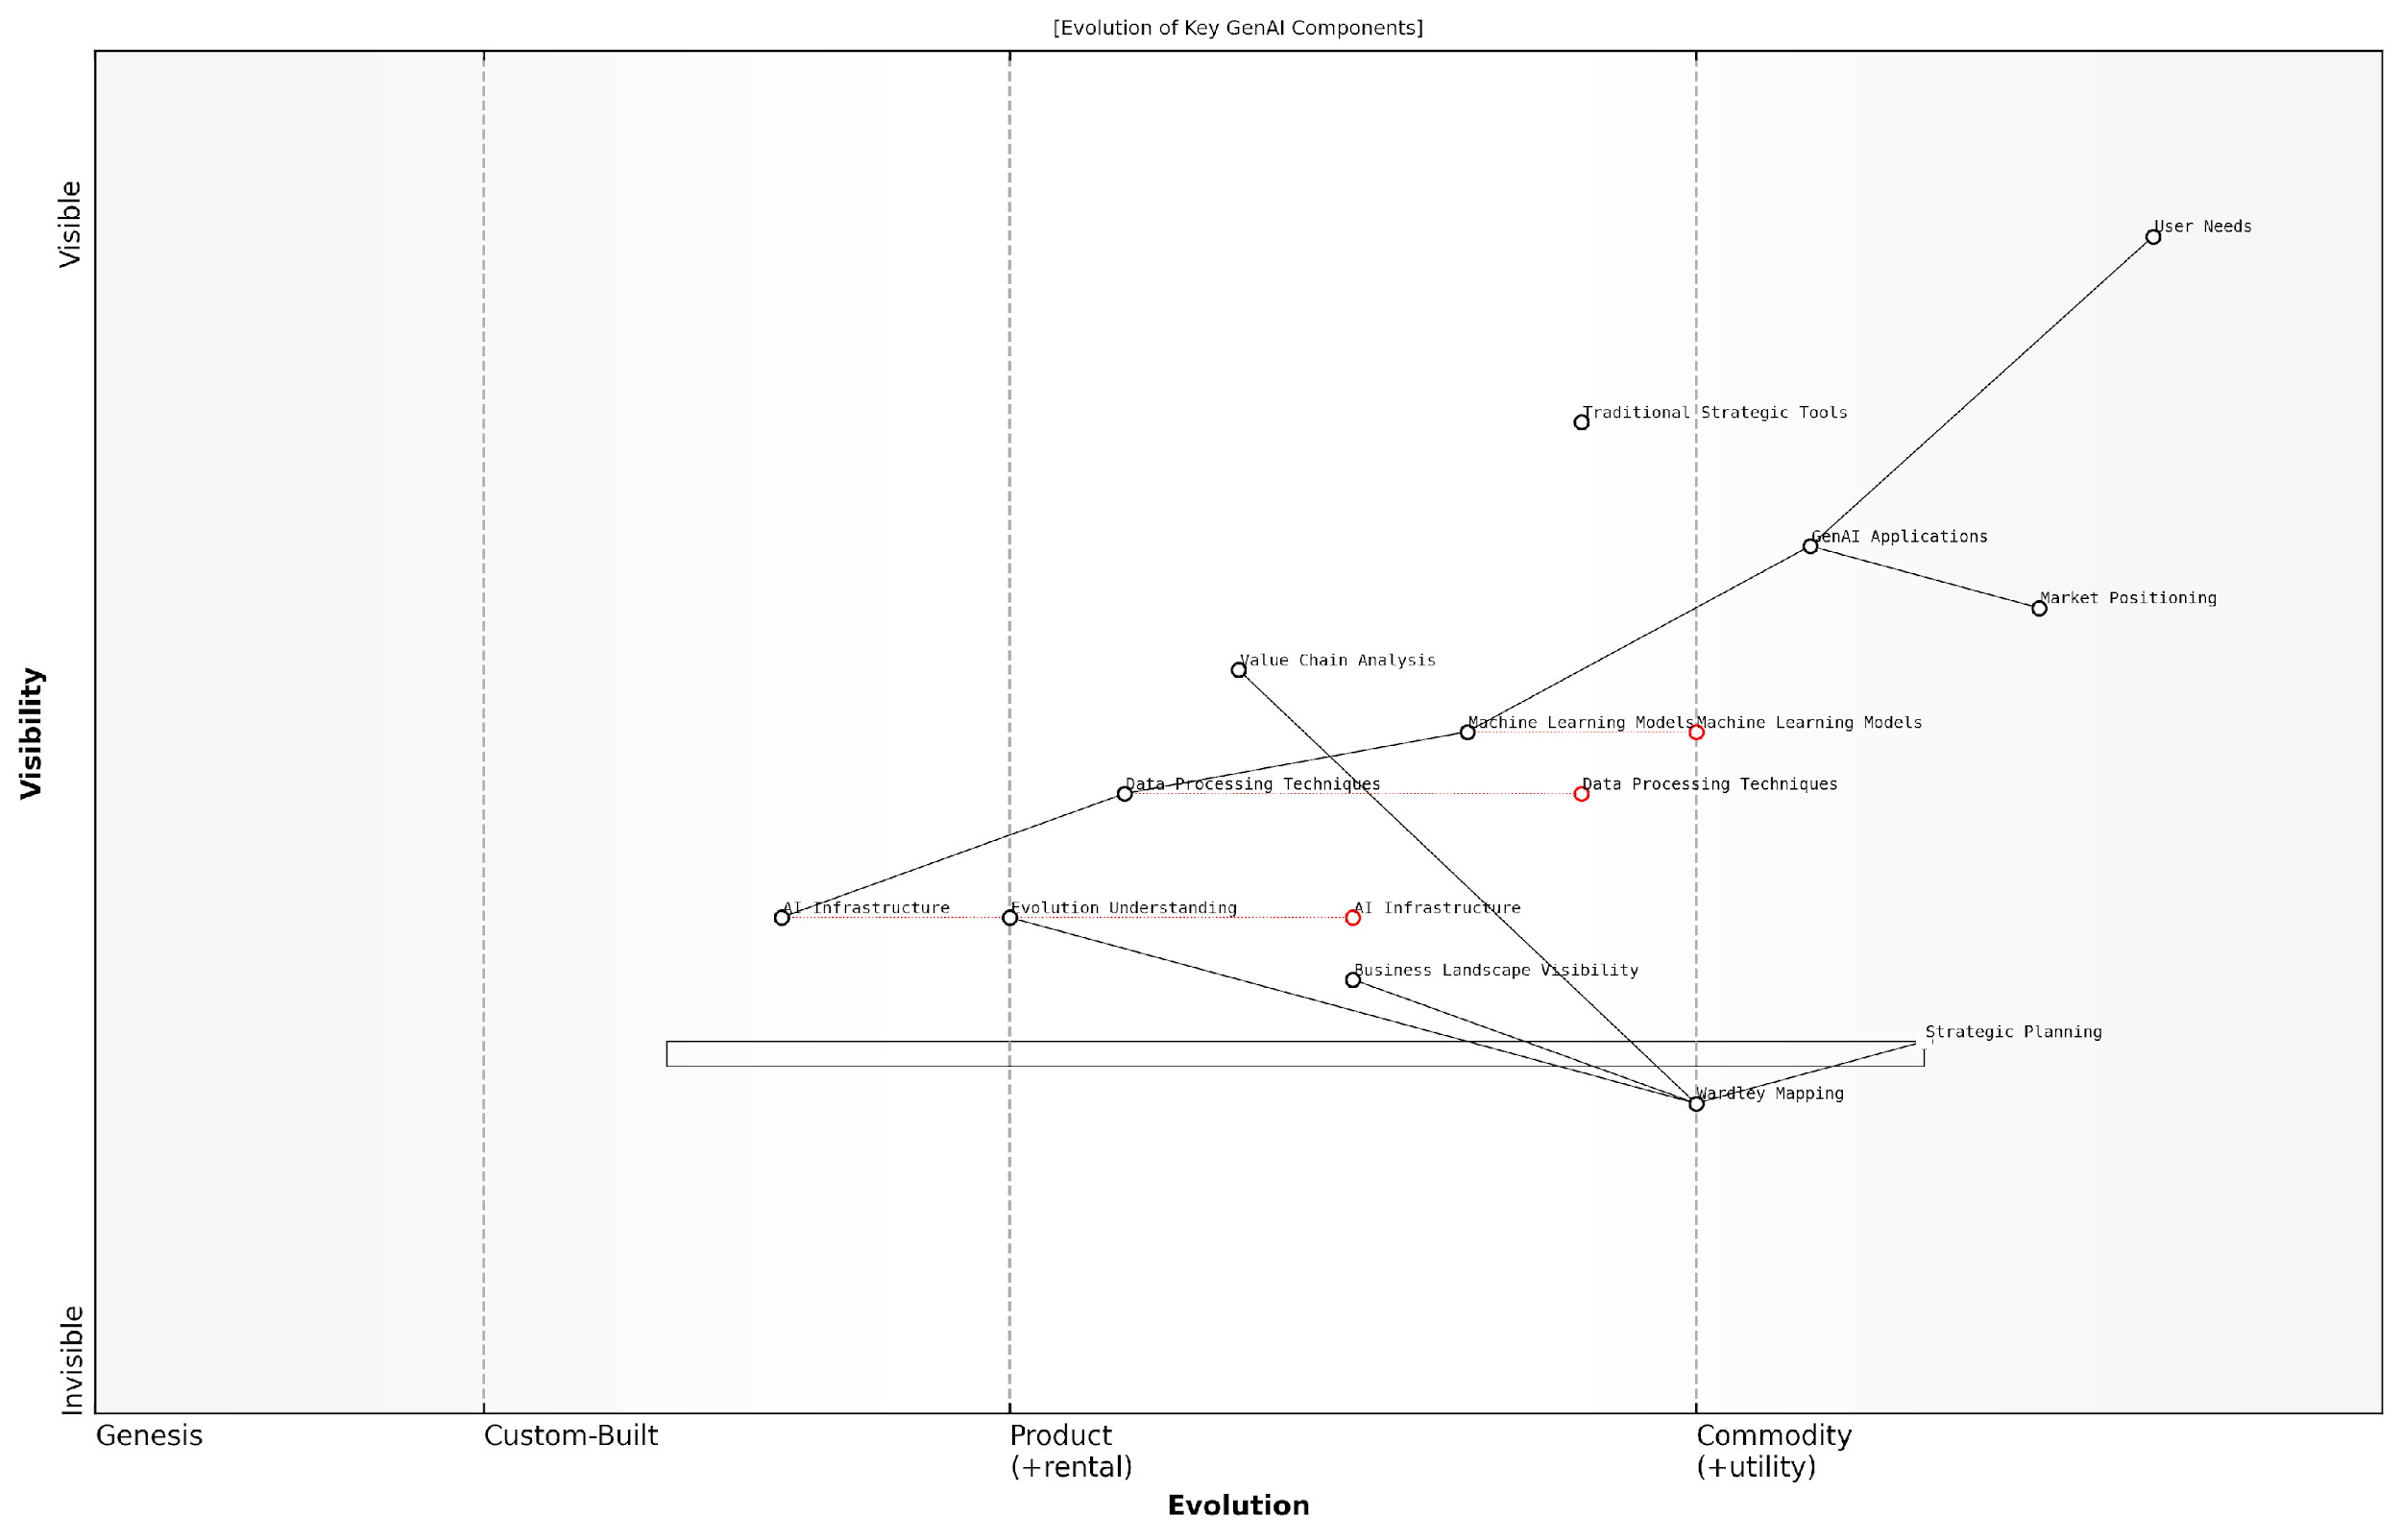 [Evolution of Key GenAI Components]
Visible
User Needs
Traditional Strategic Tools
GenAI Applications
Market Positioning
Value Chain Analysis
Machine Learning Models
Machine Learning Models
Visibility
Data Processing Techniques
Data Processing Techniques
AI Infrastructure
Evolution Understanding
AI Infrastructure
Business Landscape Visibility
Strategic Planning
Wardley Mapping
Invisible
Genesis
Custom-Built
Product
(+rental)
Commodity
(+utility)
Evolution